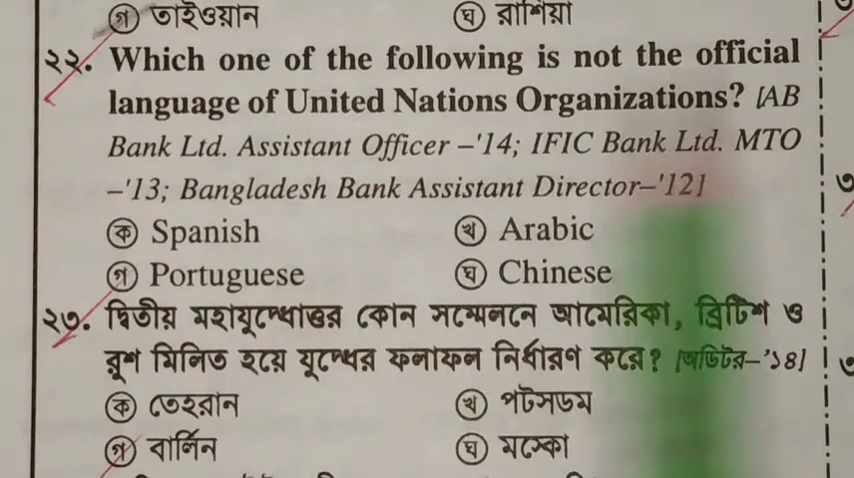 গ তাইওয়ান ঘ রাশিয়া
২২. Which one of the following is not the official
language of United Nations Organizations? [AB
Bank Ltd. Assistant Officer –'14; IFIC Bank Ltd. MTO
–'13; Bangladesh Bank Assistant Director–'12]
ক Spanish খ Arabic
গ Portuguese ঘ Chinese
২৩. দ্বিতীয় মহাযুদ্ধোত্তর কোন সম্মেলনে আমেরিকা, ব্রিটিশ ও
রুশ মিলিত হয়ে যুদ্ধের ফলাফল নির্ধারণ করে? [অডিটর–'১৪]
ক তেহরান খ পটসডম
গ বার্লিন ঘ মস্কো